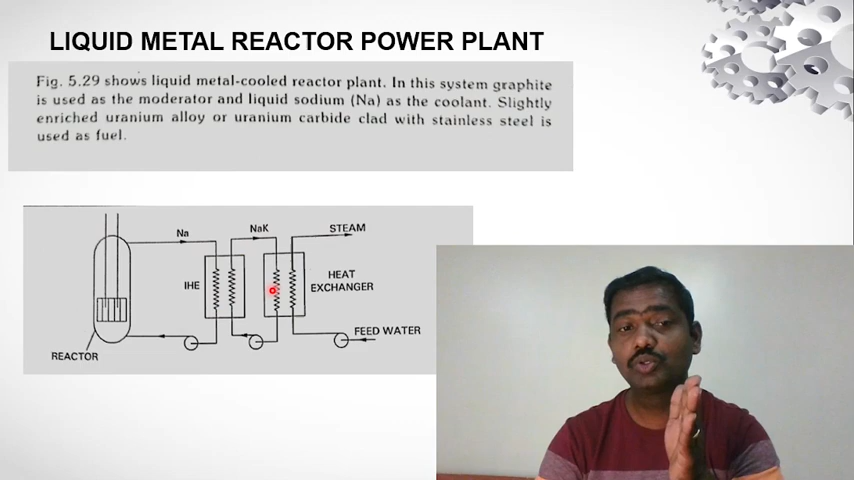 LIQUID METAL REACTOR POWER PLANT
Fig. 5.29 shows liquid metal-cooled reactor plant. In this system graphite
is used as the moderator and liquid sodium (Na) as the coolant. Slightly
enriched uranium alloy or uranium carbide clad with stainless steel is
used as fuel.
Na
NaK
STEAM
IHE
HEAT
EXCHANGER
FEED WATER
REACTOR